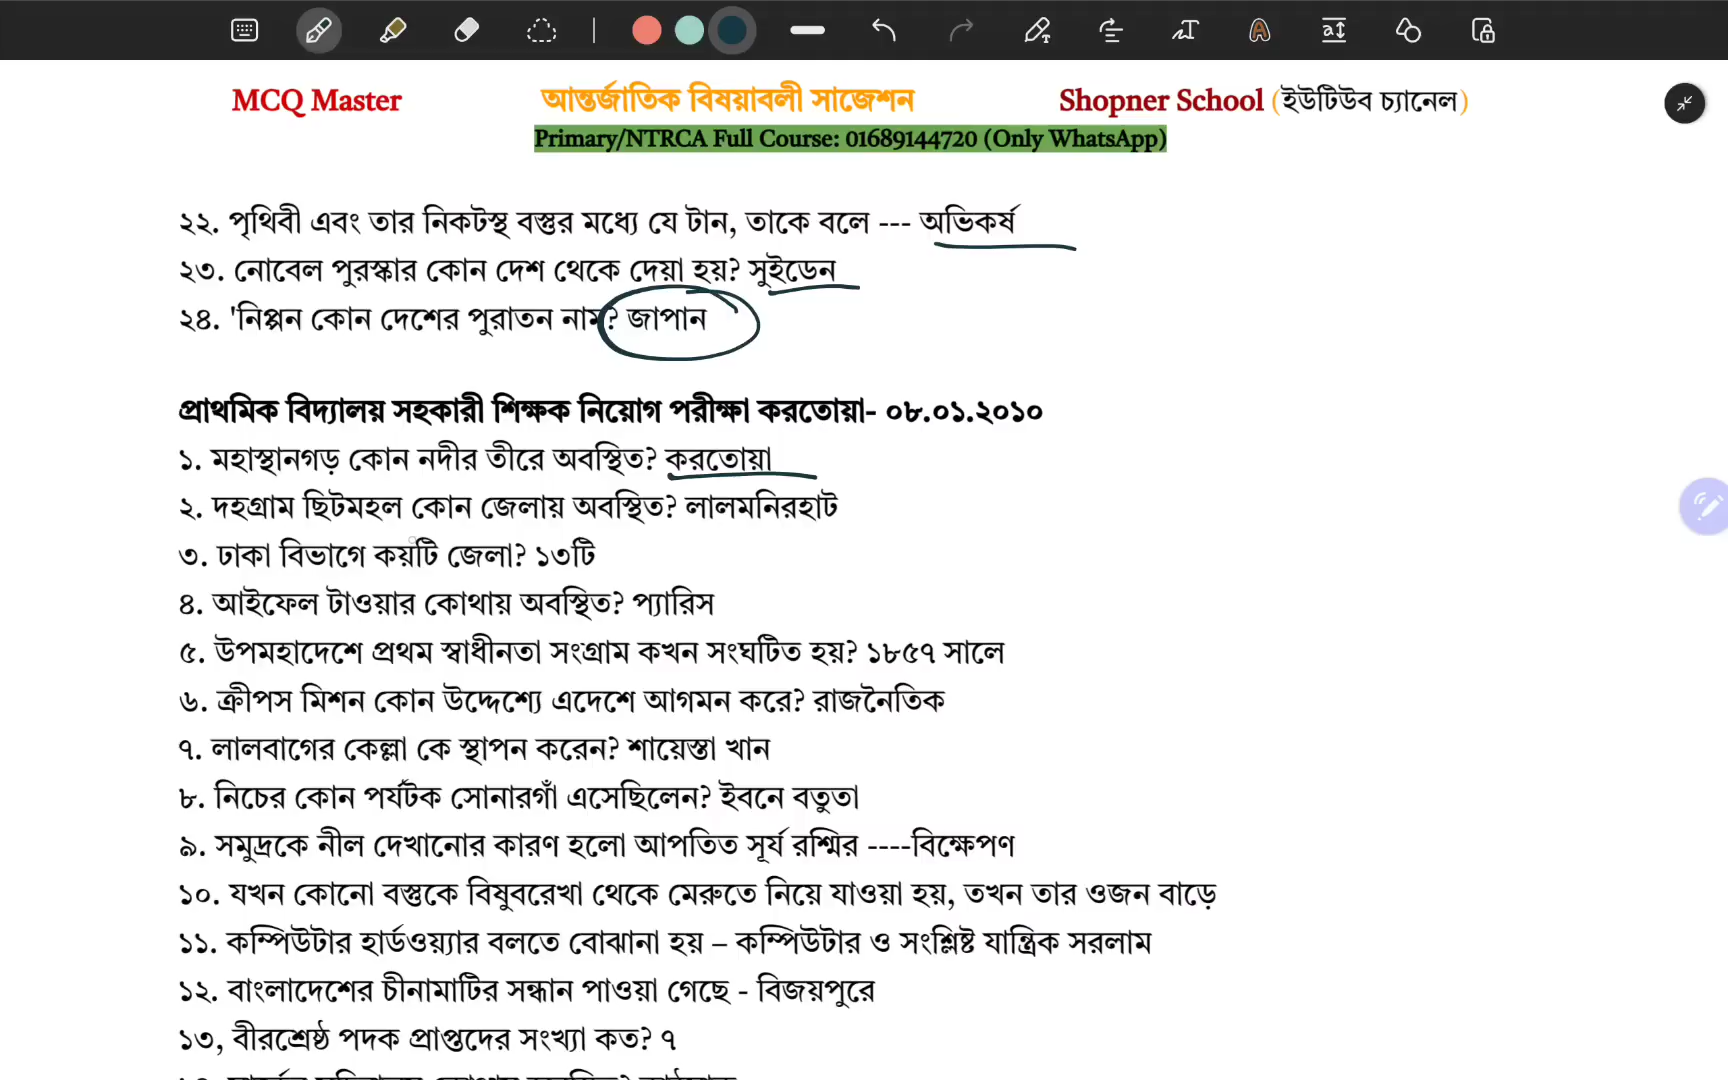 MCQ Master আন্তর্জাতিক বিষয়াবলী সাজেশন Shopner School (ইউটিউব চ্যানেল)
Primary/NTRCA Full Course: 01689144720 (Only WhatsApp)
২২. পৃথিবী এবং তার নিকটস্থ বস্তুর মধ্যে যে টান, তাকে বলে --- অভিকর্ষ
২৩. নোবেল পুরস্কার কোন দেশ থেকে দেয়া হয়? সুইডেন
২৪. 'নিপ্পন কোন দেশের পুরাতন নাম? জাপান
প্রাথমিক বিদ্যালয় সহকারী শিক্ষক নিয়োগ পরীক্ষা করতোয়া- ০৮.০১.২০১০
১. মহাস্থানগড় কোন নদীর তীরে অবস্থিত? করতোয়া
২. দহগ্রাম ছিটমহল কোন জেলায় অবস্থিত? লালমনিরহাট
৩. ঢাকা বিভাগে কয়টি জেলা? ১৩টি
৪. আইফেল টাওয়ার কোথায় অবস্থিত? প্যারিস
৫. উপমহাদেশে প্রথম স্বাধীনতা সংগ্রাম কখন সংঘটিত হয়? ১৮৫৭ সালে
৬. ক্রীপস মিশন কোন উদ্দেশ্যে এদেশে আগমন করে? রাজনৈতিক
৭. লালবাগের কেল্লা কে স্থাপন করেন? শায়েস্তা খান
৮. নিচের কোন পর্যটক সোনারগাঁ এসেছিলেন? ইবনে বতুতা
৯. সমুদ্রকে নীল দেখানোর কারণ হলো আপতিত সূর্য রশ্মির ----বিক্ষেপণ
১০. যখন কোনো বস্তুকে বিষুবরেখা থেকে মেরুতে নিয়ে যাওয়া হয়, তখন তার ওজন বাড়ে
১১. কম্পিউটার হার্ডওয়্যার বলতে বোঝানা হয় – কম্পিউটার ও সংশ্লিষ্ট যান্ত্রিক সরলাম
১২. বাংলাদেশের চীনামাটির সন্ধান পাওয়া গেছে - বিজয়পুরে
১৩, বীরশ্রেষ্ঠ পদক প্রাপ্তদের সংখ্যা কত? ৭